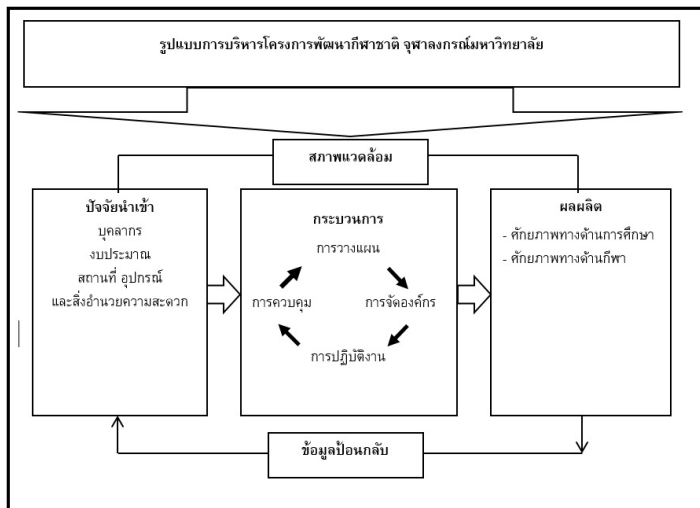 รูปแบบการบริหารโครงการพัฒนากีฬาชาติ จุฬาลงกรณ์มหาวิทยาลัย
สภาพแวดล้อม
ปัจจัยนำเข้า
บุคลากร
งบประมาณ
สถานที่ อุปกรณ์
และสิ่งอำนวยความสะดวก
กระบวนการ
การวางแผน
การควบคุม
การจัดองค์กร
การปฏิบัติงาน
ผลผลิต
- ศักยภาพทางด้านการศึกษา
- ศักยภาพทางด้านกีฬา
ข้อมูลป้อนกลับ